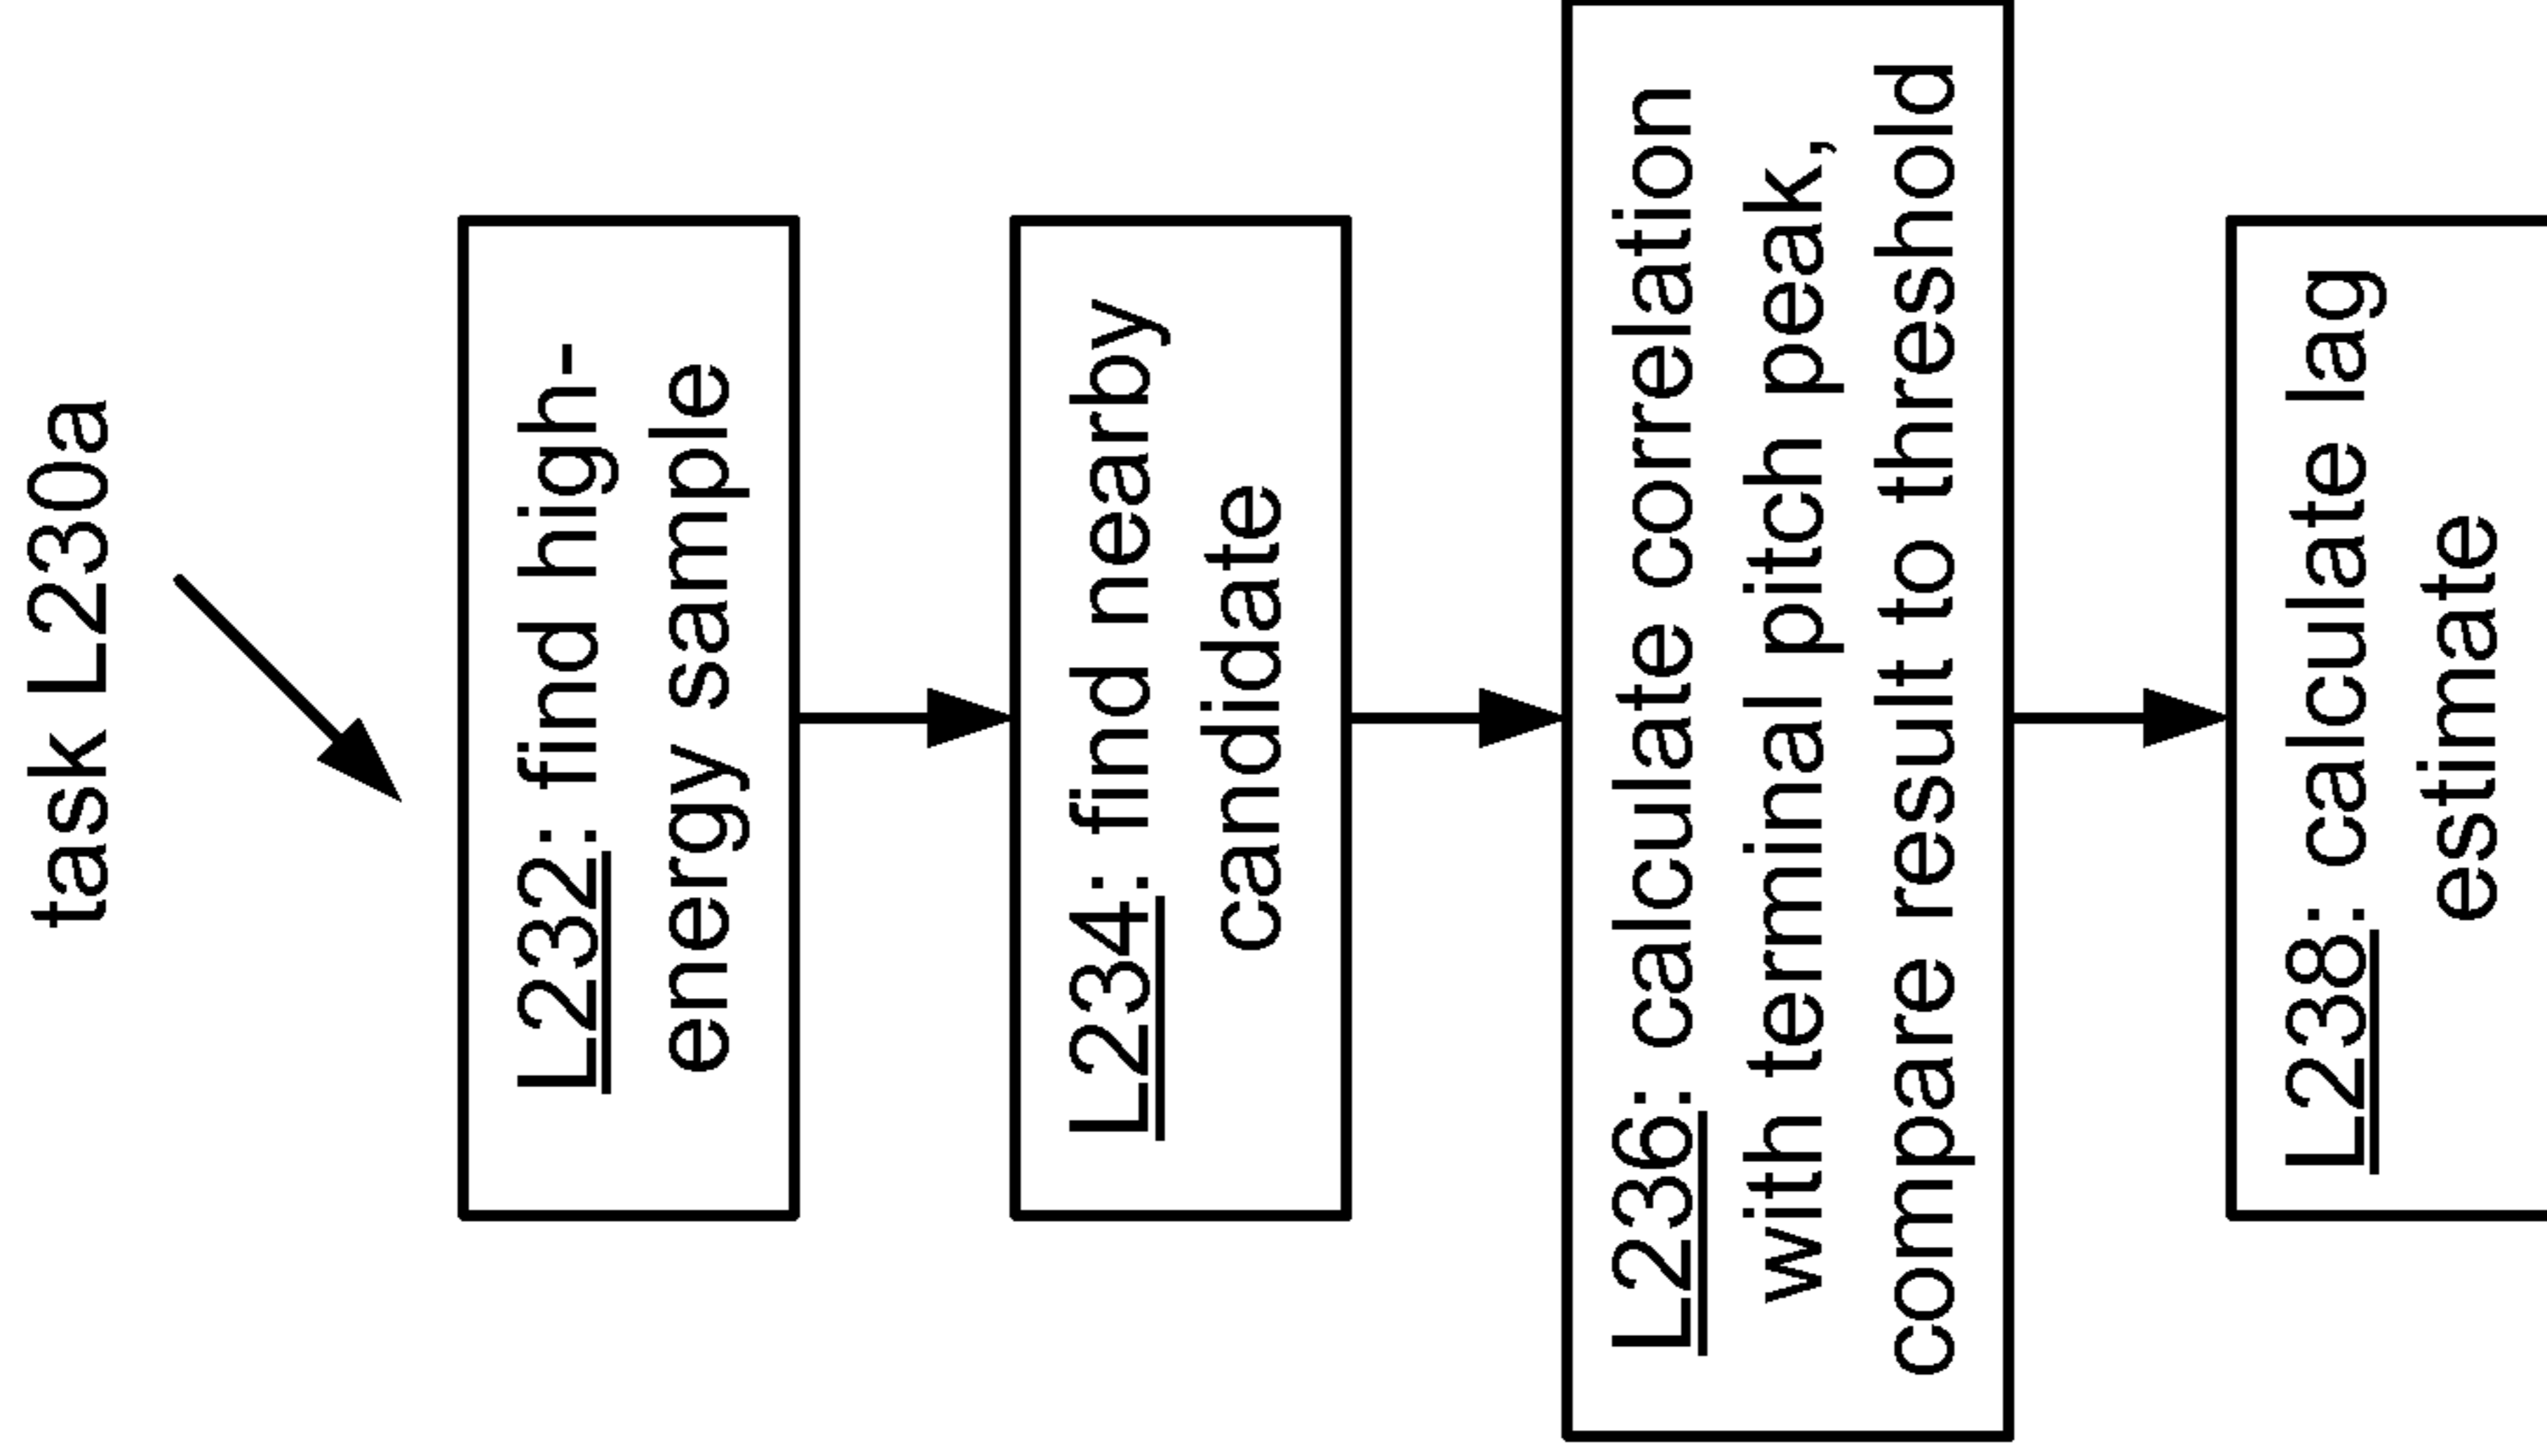 task L230a
L232: find high-
energy sample
L234: find nearby
candidate
L236: calculate correlation
with terminal pitch peak,
compare result to threshold
L238: calculate lag
estimate